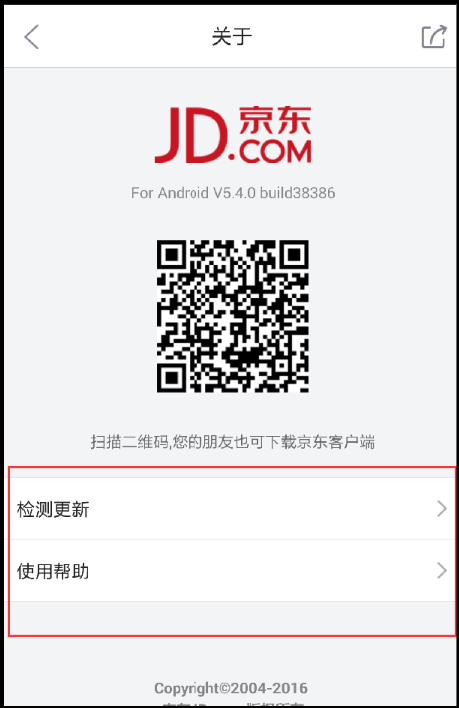 关于
JD.COM 京东
For Android V5.4.0 build38386
扫描二维码,您的朋友也可下载京东客户端
检测更新
使用帮助
Copyright©2004-2016